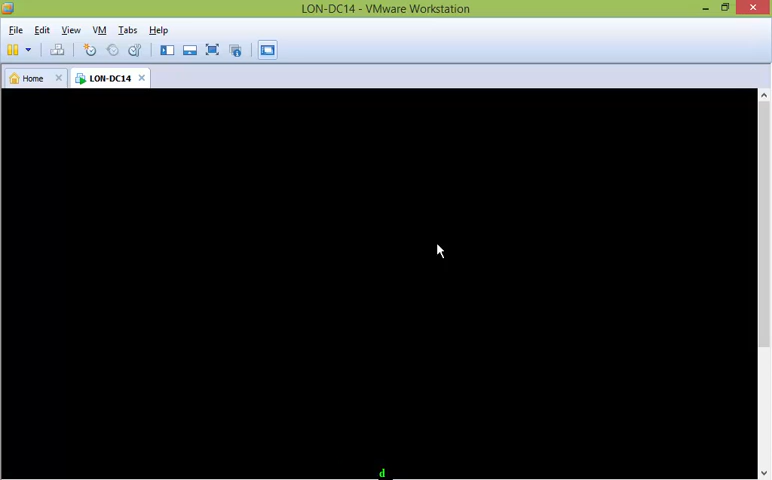 LON-DC14 - VMware Workstation
File Edit View VM Tabs Help
Home LON-DC14
d